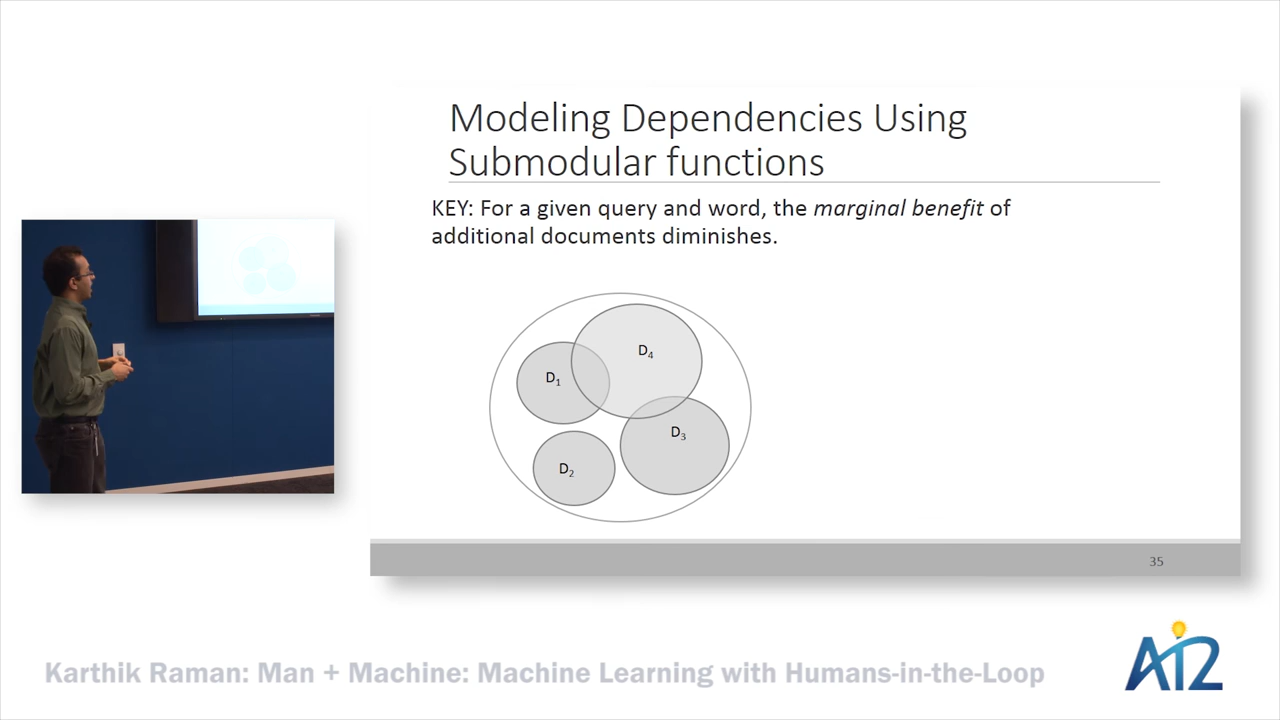 Modeling Dependencies Using
Submodular functions
KEY: For a given query and word, the marginal benefit of
additional documents diminishes.
D4
D1
D3
D2
35
Karthik Raman: Man + Machine: Machine Learning with Humans-in-the-Loop
AI2